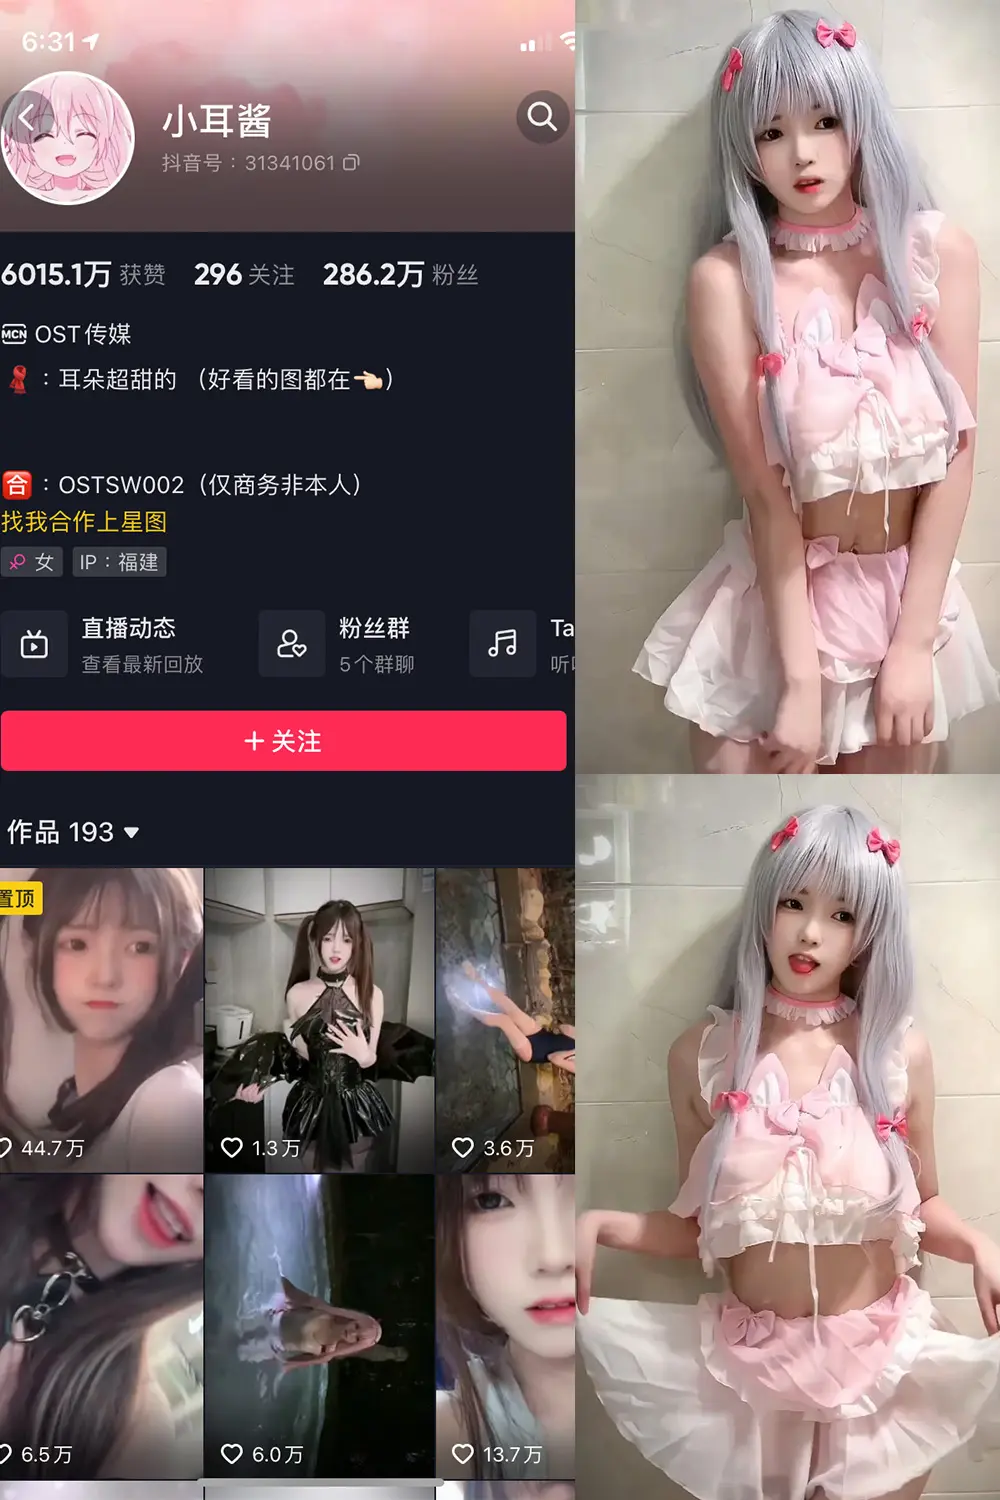 6:31
小耳酱
抖音号：31341061
6015.1万 获赞 296 关注 286.2万 粉丝
MCN OST传媒
：耳朵超甜的 （好看的图都在👈🏻）
合：OSTSW002（仅商务非本人）
找我合作上星图
女 IP：福建
直播动态
查看最新回放
粉丝群
5个群聊
Ta
听
+ 关注
作品 193
置顶
44.7万
1.3万
3.6万
6.5万
6.0万
13.7万